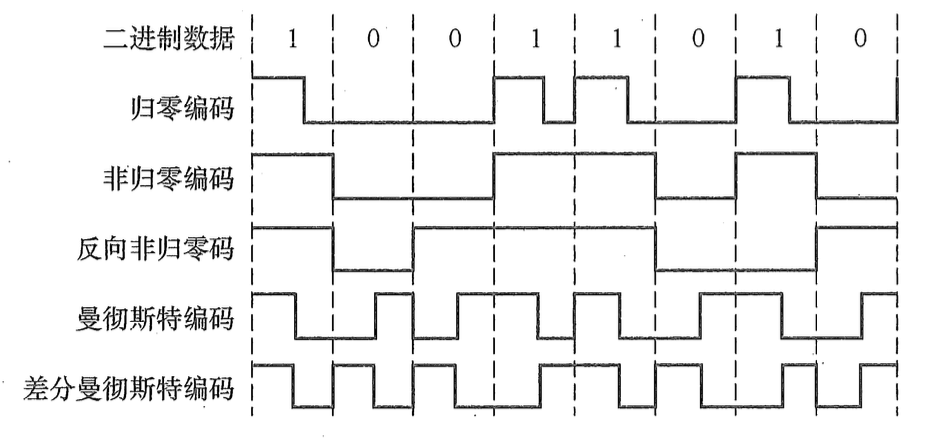 二进制数据 1 0 0 1 1 0 1 0
归零编码
非归零编码
反向非归零码
曼彻斯特编码
差分曼彻斯特编码